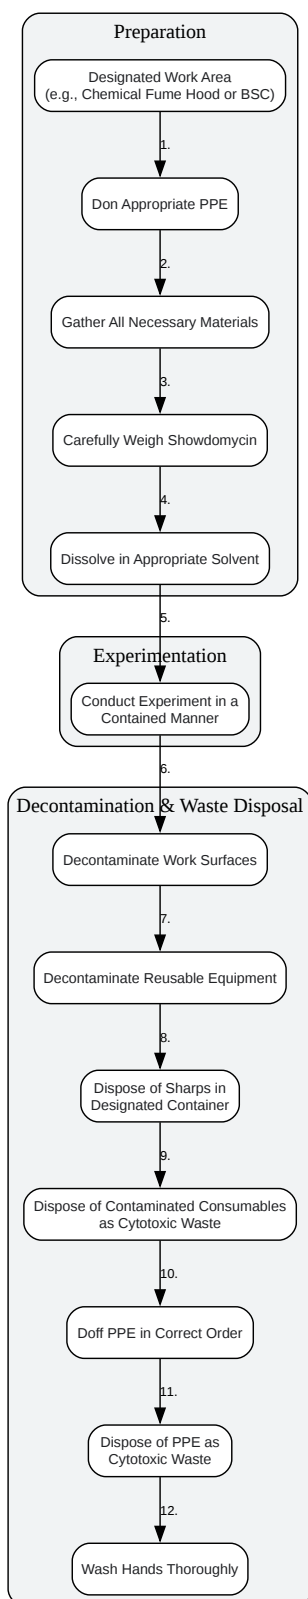 Preparation
Designated Work Area
(e.g., Chemical Fume Hood or BSC)
1.
Don Appropriate PPE
2.
Gather All Necessary Materials
3.
Carefully Weigh Showdomycin
4.
Dissolve in Appropriate Solvent
5.
Experimentation
Conduct Experiment in a
Contained Manner
6.
Decontamination & Waste Disposal
Decontaminate Work Surfaces
7.
Decontaminate Reusable Equipment
8.
Dispose of Sharps in
Designated Container
9.
Dispose of Contaminated Consumables
as Cytotoxic Waste
10.
Doff PPE in Correct Order
11.
Dispose of PPE as
Cytotoxic Waste
12.
Wash Hands Thoroughly